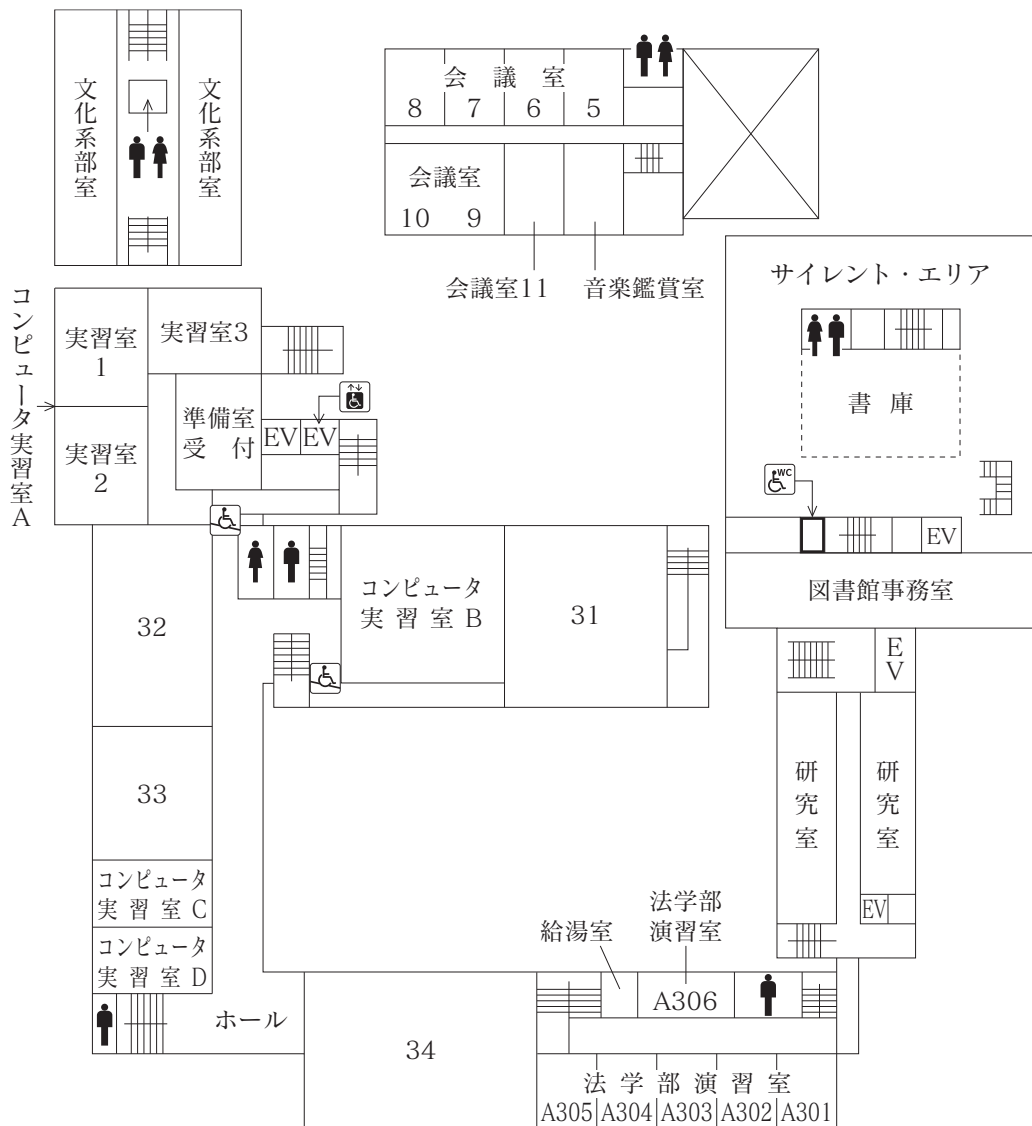 文化系部室
文化系部室
会議室
8 7 6 5
会議室
10 9
会議室11
音楽鑑賞室
サイレント・エリア
書庫
WC
EV
図書館事務室
EV
研究室
研究室
EV
コンピュータ実習室A
実習室
1
実習室3
実習室
2
準備室
受付
EV EV
コンピュータ
実習室B
31
32
33
コンピュータ
実習室C
コンピュータ
実習室D
ホール
34
給湯室
法学部
演習室
A306
法学部演習室
A305 A304 A303 A302 A301